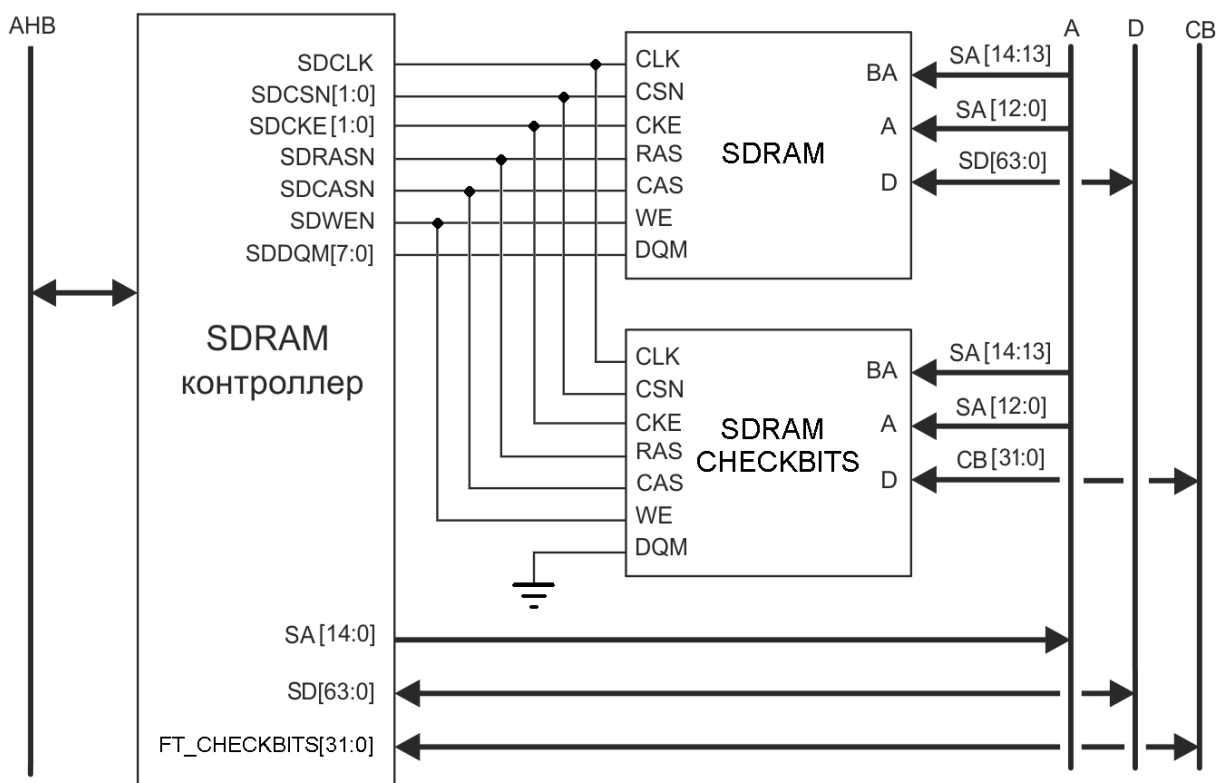 AHB
A
D
CB
SDCLK
SDCSN[1:0]
SDCKE[1:0]
SDRASN
SDCASN
SDWEN
SDDQM[7:0]
SDRAM
контроллер
SA[14:0]
SD[63:0]
FT_CHECKBITS[31:0]
CLK
CSN
CKE
RAS
CAS
WE
DQM
SDRAM
BA
A
D
SA[14:13]
SA[12:0]
SD[63:0]
CLK
CSN
CKE
RAS
CAS
WE
DQM
SDRAM
CHECKBITS
BA
A
D
SA[14:13]
SA[12:0]
CB[31:0]